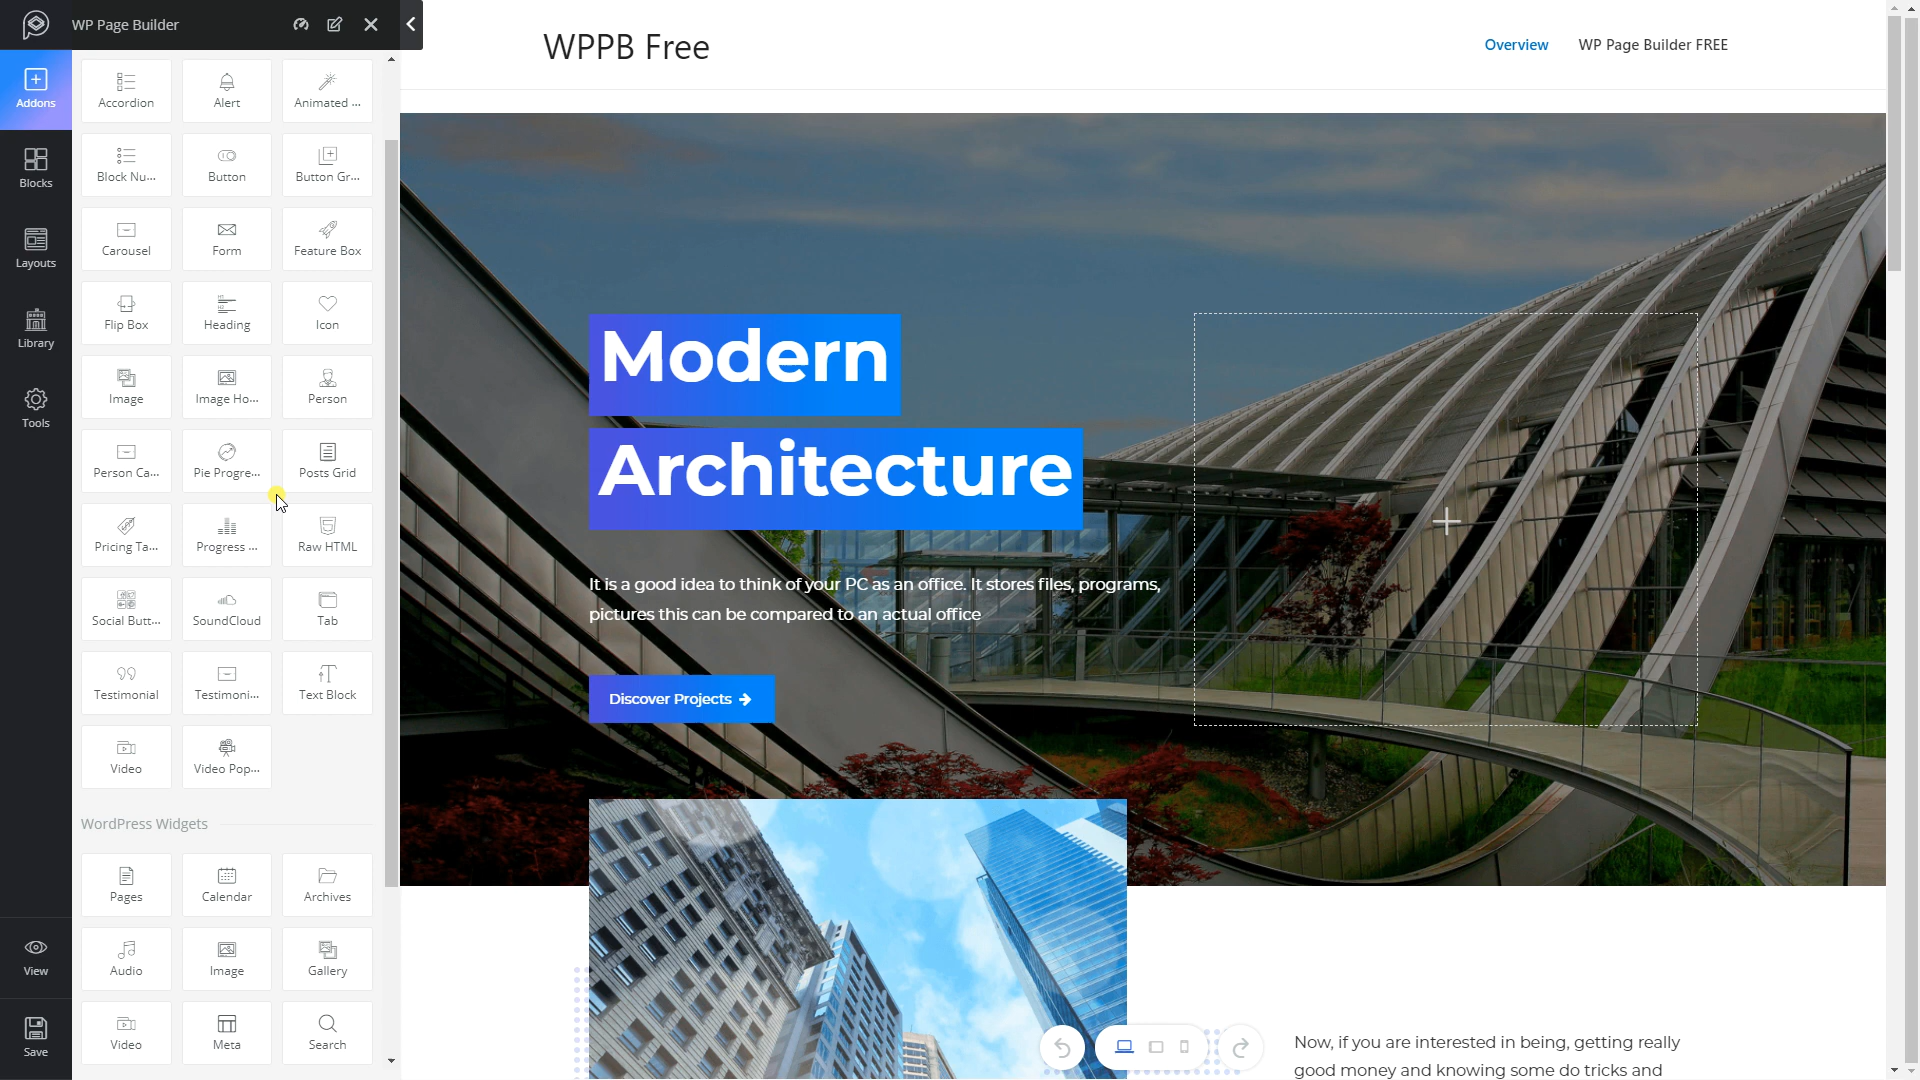 WP Page Builder
Addons
Blocks
Layouts
Library
Tools
View
Save
Accordion
Alert
Animated ...
Block Nu...
Button
Button Gr...
Carousel
Form
Feature Box
Flip Box
Heading
Icon
Image
Image Ho...
Person
Person Ca...
Pie Progre...
Posts Grid
Pricing Ta...
Progress ...
Raw HTML
Social Butt...
SoundCloud
Tab
Testimonial
Testimoni...
Text Block
Video
Video Pop...
WordPress Widgets
Pages
Calendar
Archives
Audio
Image
Gallery
Video
Meta
Search
WPPB Free
Overview
WP Page Builder FREE
Modern
Architecture
It is a good idea to think of your PC as an office. It stores files, programs,
pictures this can be compared to an actual office
Discover Projects →
Now, if you are interested in being, getting really
good money and knowing some do tricks and